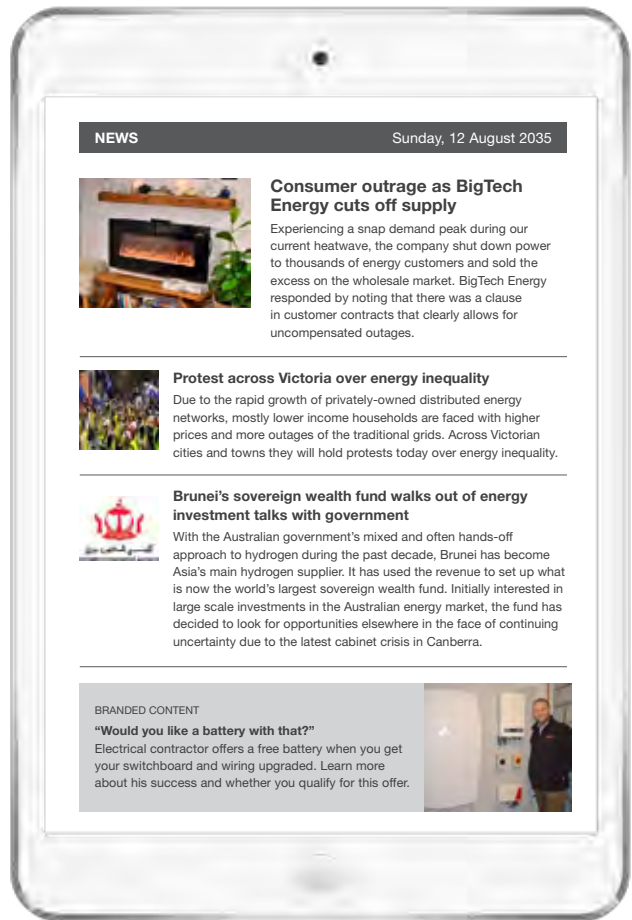 NEWS
Sunday, 12 August 2035
Consumer outrage as BigTech
Energy cuts off supply
Experiencing a snap demand peak during our
current heatwave, the company shut down power
to thousands of energy customers and sold the
excess on the wholesale market. BigTech Energy
responded by noting that there was a clause
in customer contracts that clearly allows for
uncompensated outages.
Protest across Victoria over energy inequality
Due to the rapid growth of privately-owned distributed energy
networks, mostly lower income households are faced with higher
prices and more outages of the traditional grids. Across Victorian
cities and towns they will hold protests today over energy inequality.
Brunei’s sovereign wealth fund walks out of energy
investment talks with government
With the Australian government’s mixed and often hands-off
approach to hydrogen during the past decade, Brunei has become
Asia’s main hydrogen supplier. It has used the revenue to set up what
is now the world’s largest sovereign wealth fund. Initially interested in
large scale investments in the Australian energy market, the fund has
decided to look for opportunities elsewhere in the face of continuing
uncertainty due to the latest cabinet crisis in Canberra.
BRANDED CONTENT
“Would you like a battery with that?”
Electrical contractor offers a free battery when you get
your switchboard and wiring upgraded. Learn more
about his success and whether you qualify for this offer.